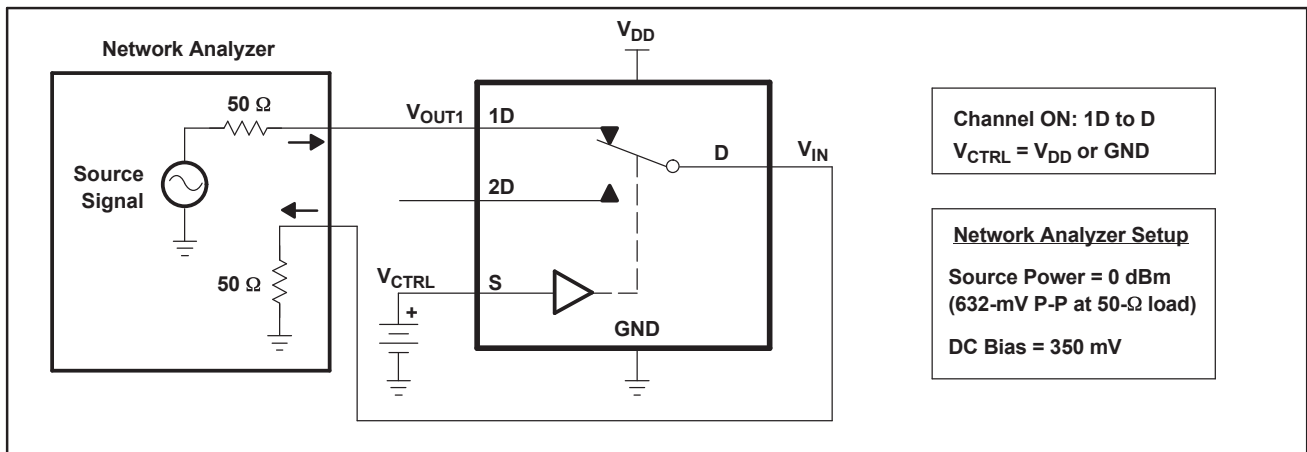 Network Analyzer
50 Ω
Source
Signal
50 Ω
V_OUT1
1D
2D
V_CTRL
S
+
V_DD
D
V_IN
GND
Channel ON: 1D to D
V_CTRL = V_DD or GND
Network Analyzer Setup
Source Power = 0 dBm
(632-mV P-P at 50-Ω load)
DC Bias = 350 mV